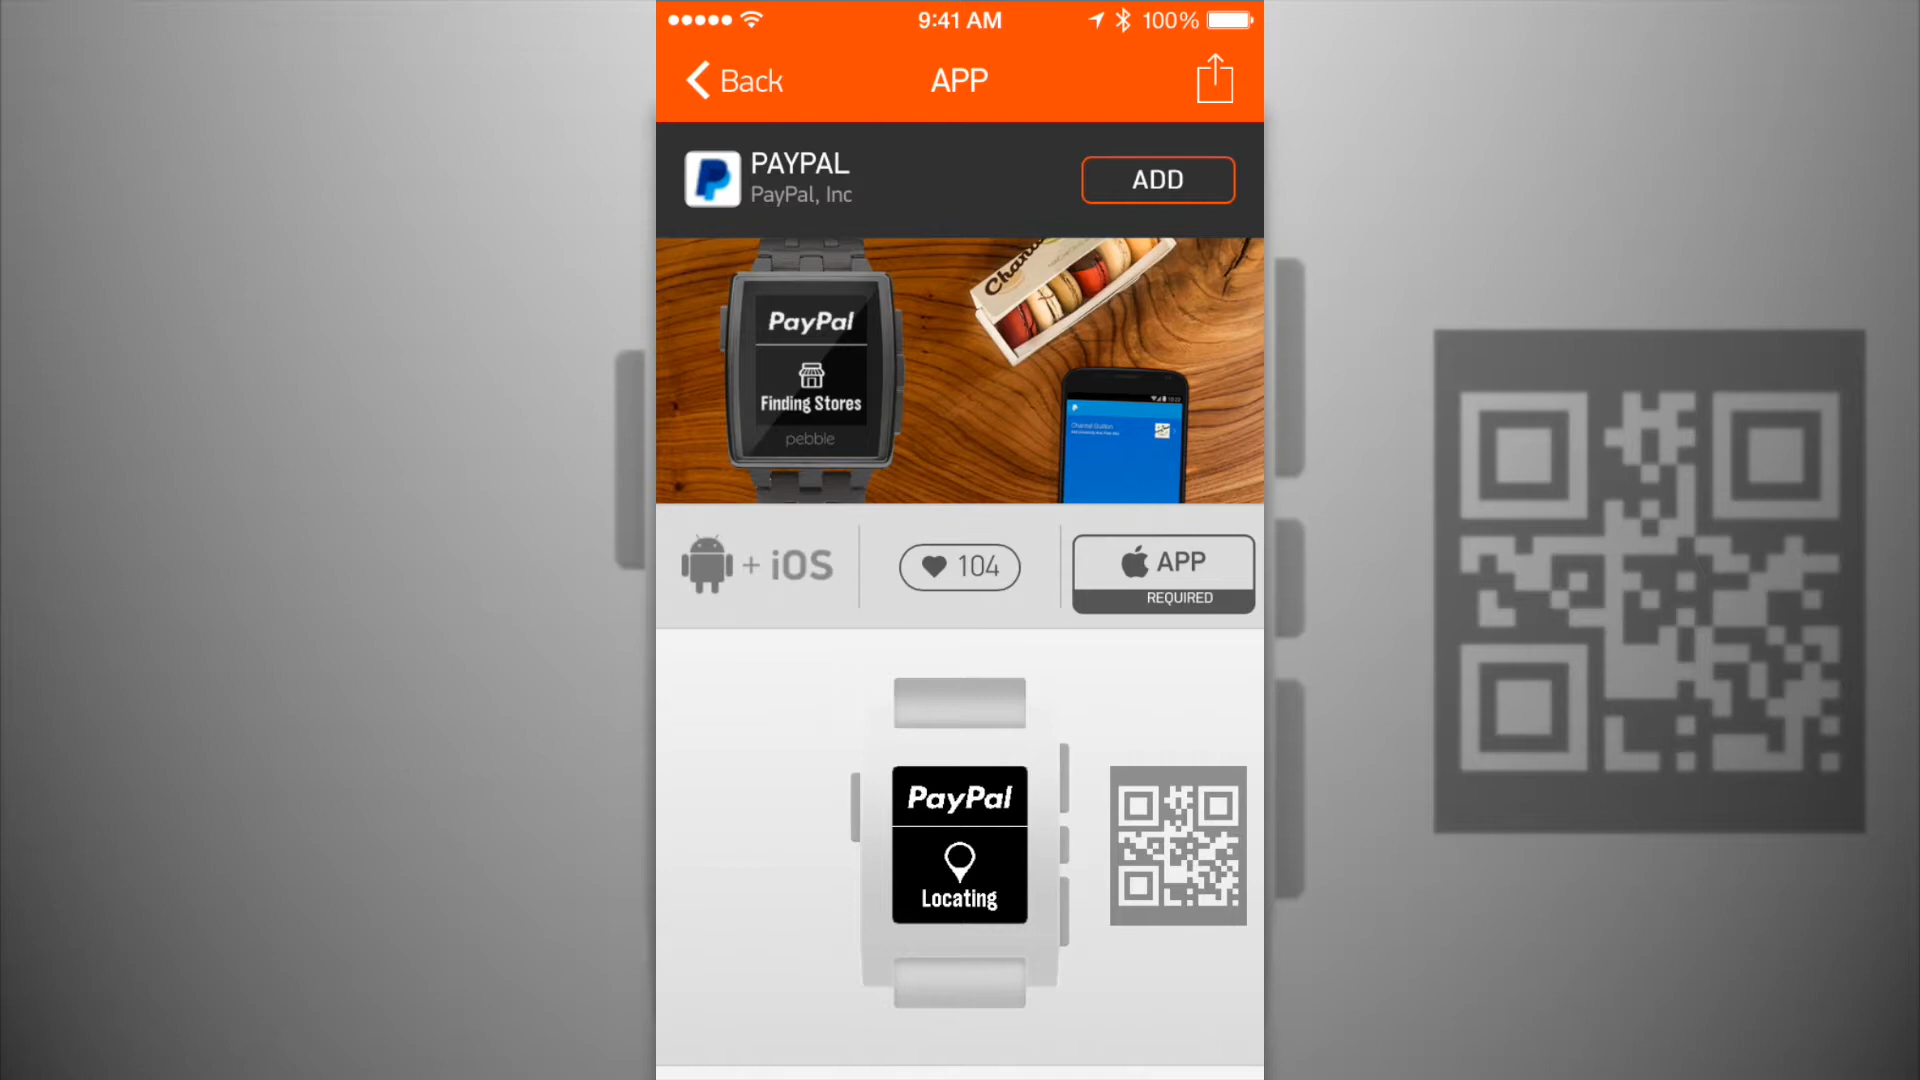 9:41 AM
100%
Back
APP
PAYPAL
PayPal, Inc
ADD
PayPal
Finding Stores
pebble
+ iOS
104
APP
REQUIRED
PayPal
Locating